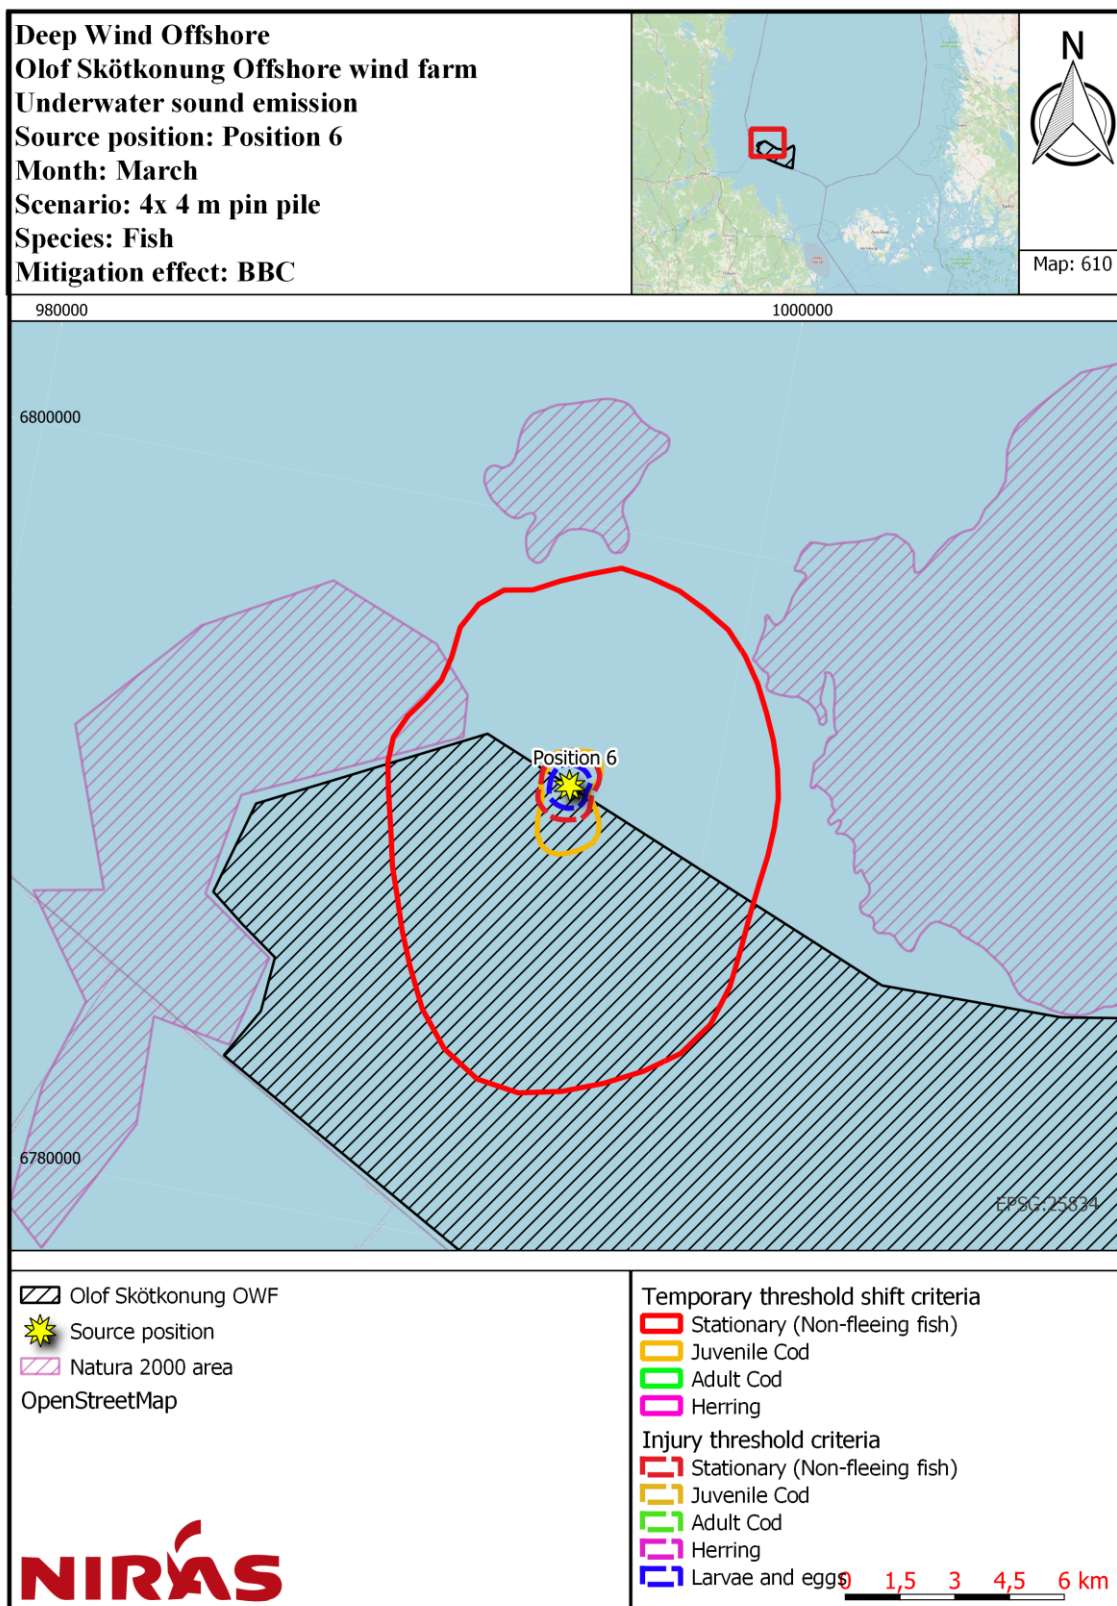 Deep Wind Offshore
Olof Skötkonung Offshore wind farm
Underwater sound emission
Source position: Position 6
Month: March
Scenario: 4x 4 m pin pile
Species: Fish
Mitigation effect: BBC
N
Map: 610
980000
1000000
6800000
Position 6
6780000
EPSG:25834
Olof Skötkonung OWF
Source position
Natura 2000 area
OpenStreetMap
Temporary threshold shift criteria
Stationary (Non-fleeing fish)
Juvenile Cod
Adult Cod
Herring
Injury threshold criteria
Stationary (Non-fleeing fish)
Juvenile Cod
Adult Cod
Herring
Larvae and eggs
0 1,5 3 4,5 6 km
NIRAS